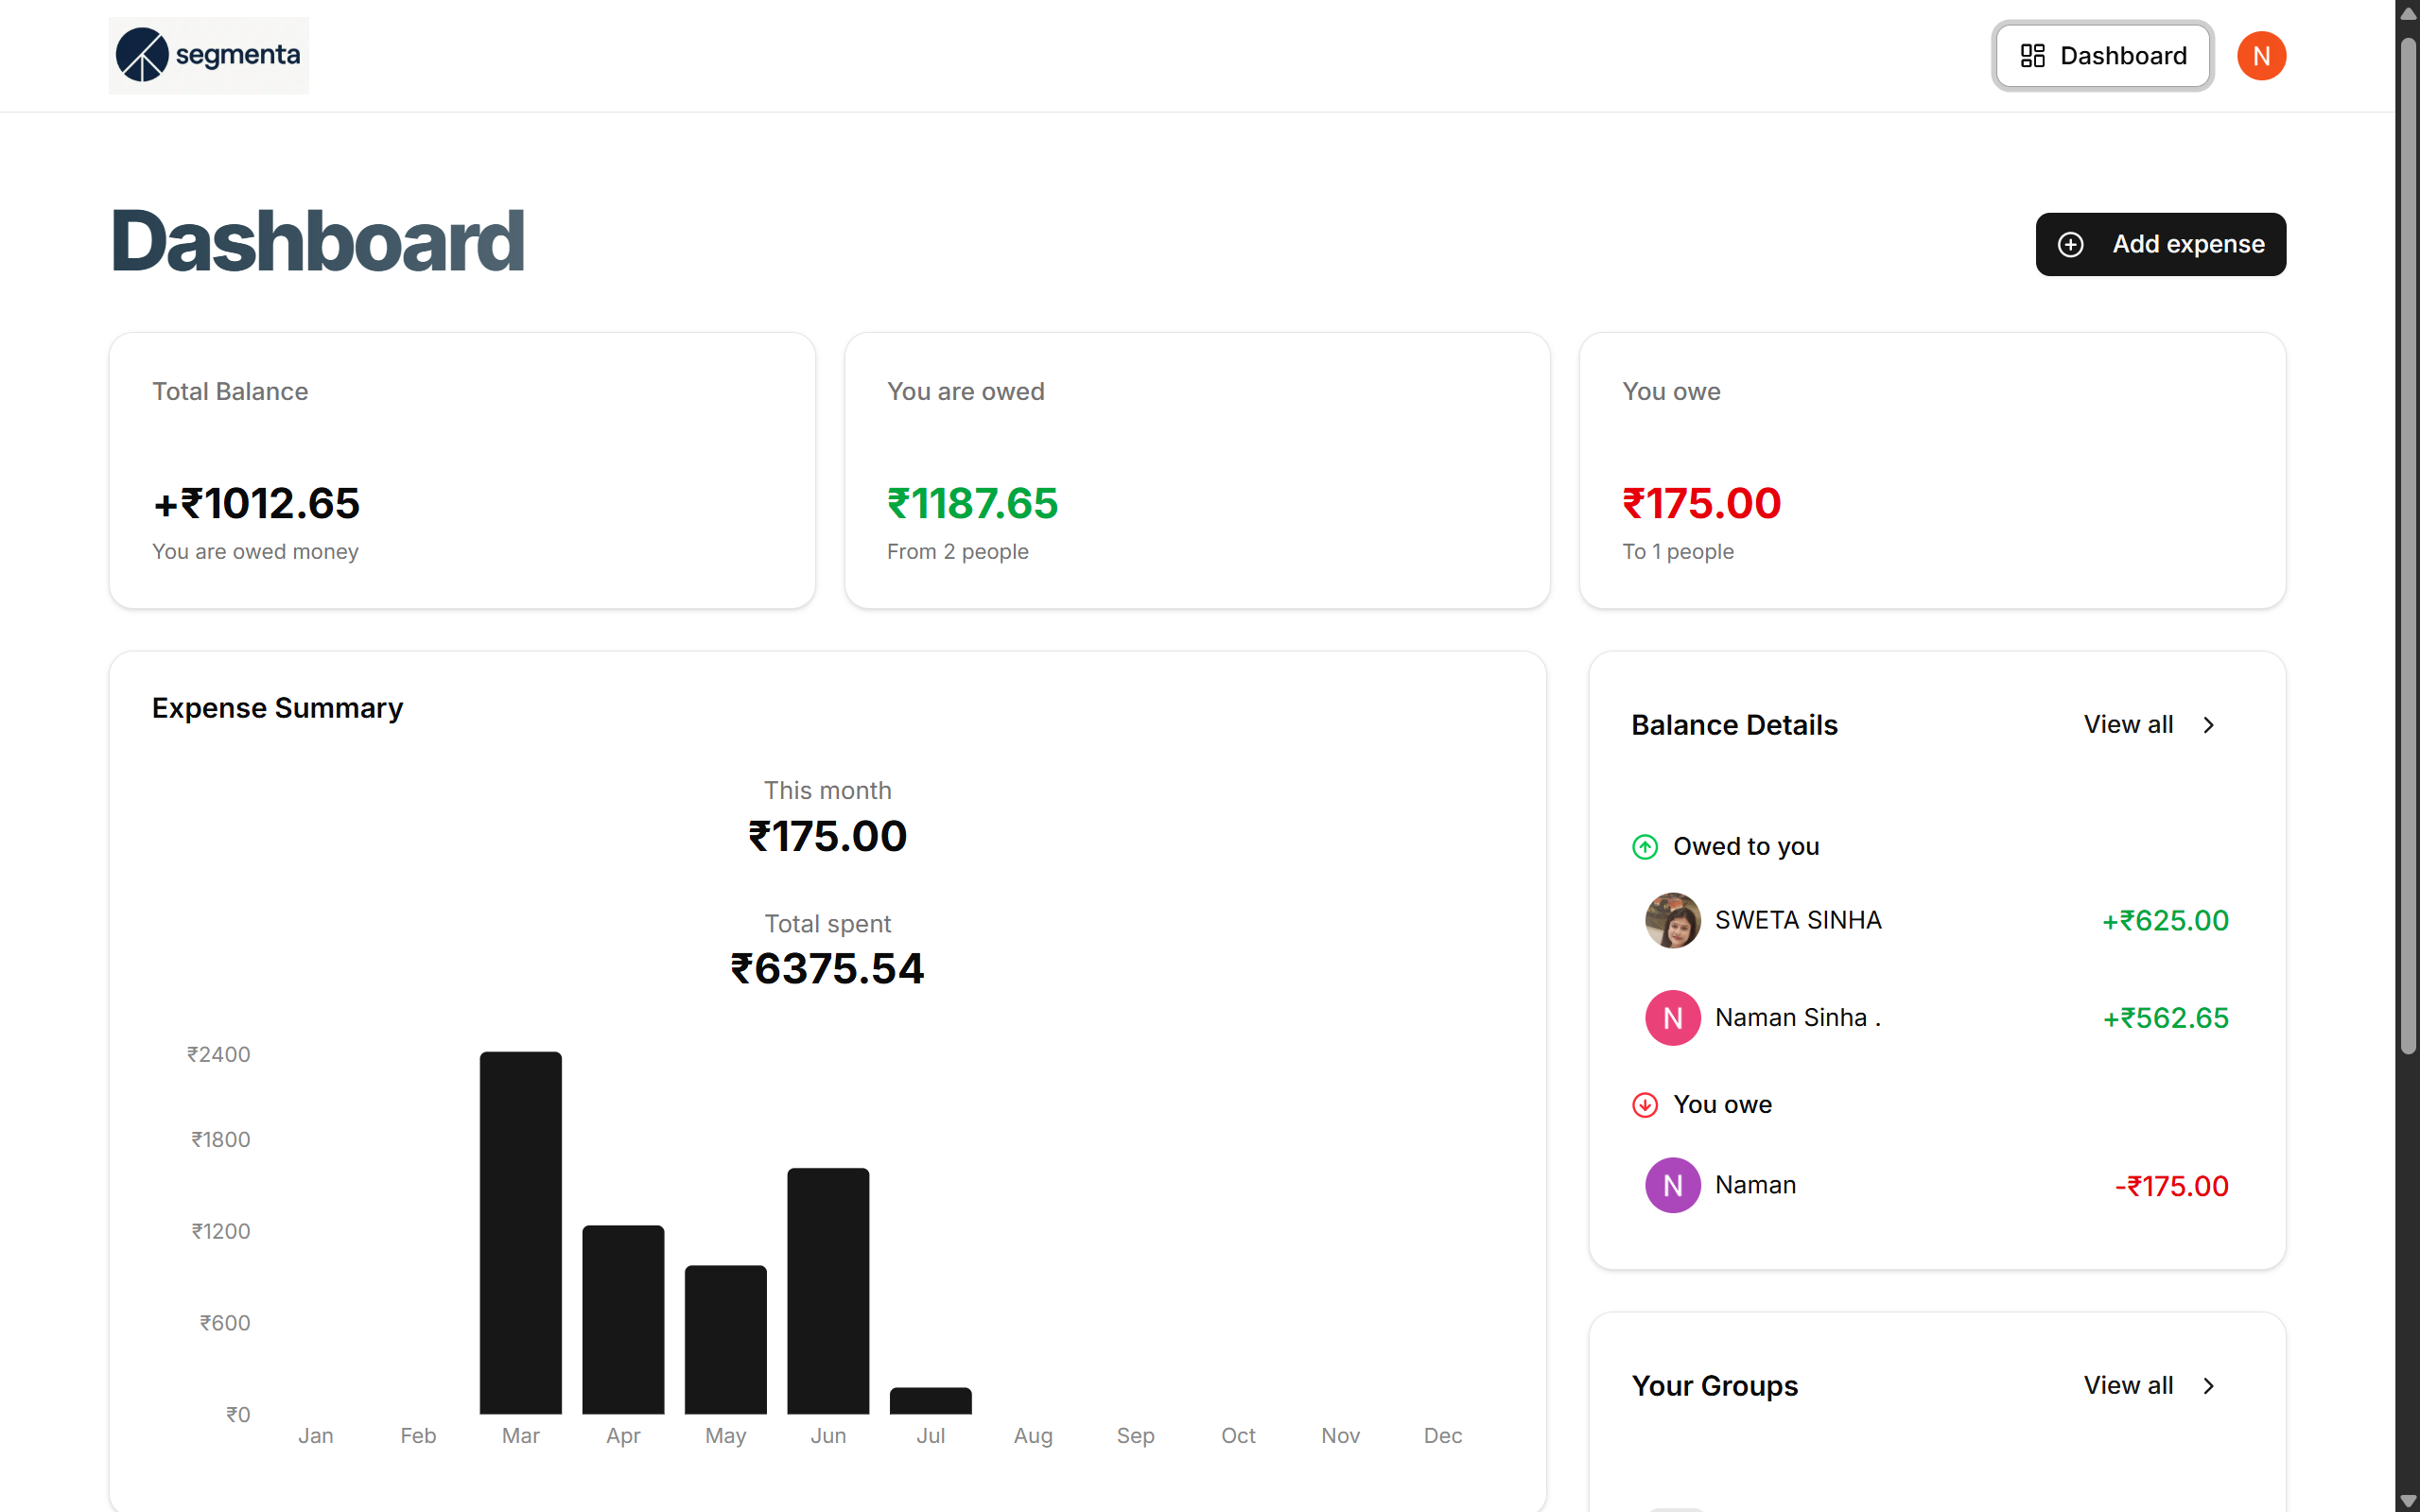 segmenta
Dashboard
N
Dashboard
Add expense
Total Balance
+₹1012.65
You are owed money
You are owed
₹1187.65
From 2 people
You owe
₹175.00
To 1 people
Expense Summary
This month
₹175.00
Total spent
₹6375.54
₹2400
₹1800
₹1200
₹600
₹0
Jan Feb Mar Apr May Jun Jul Aug Sep Oct Nov Dec
Balance Details
View all
Owed to you
SWETA SINHA +₹625.00
N Naman Sinha . +₹562.65
You owe
N Naman -₹175.00
Your Groups
View all